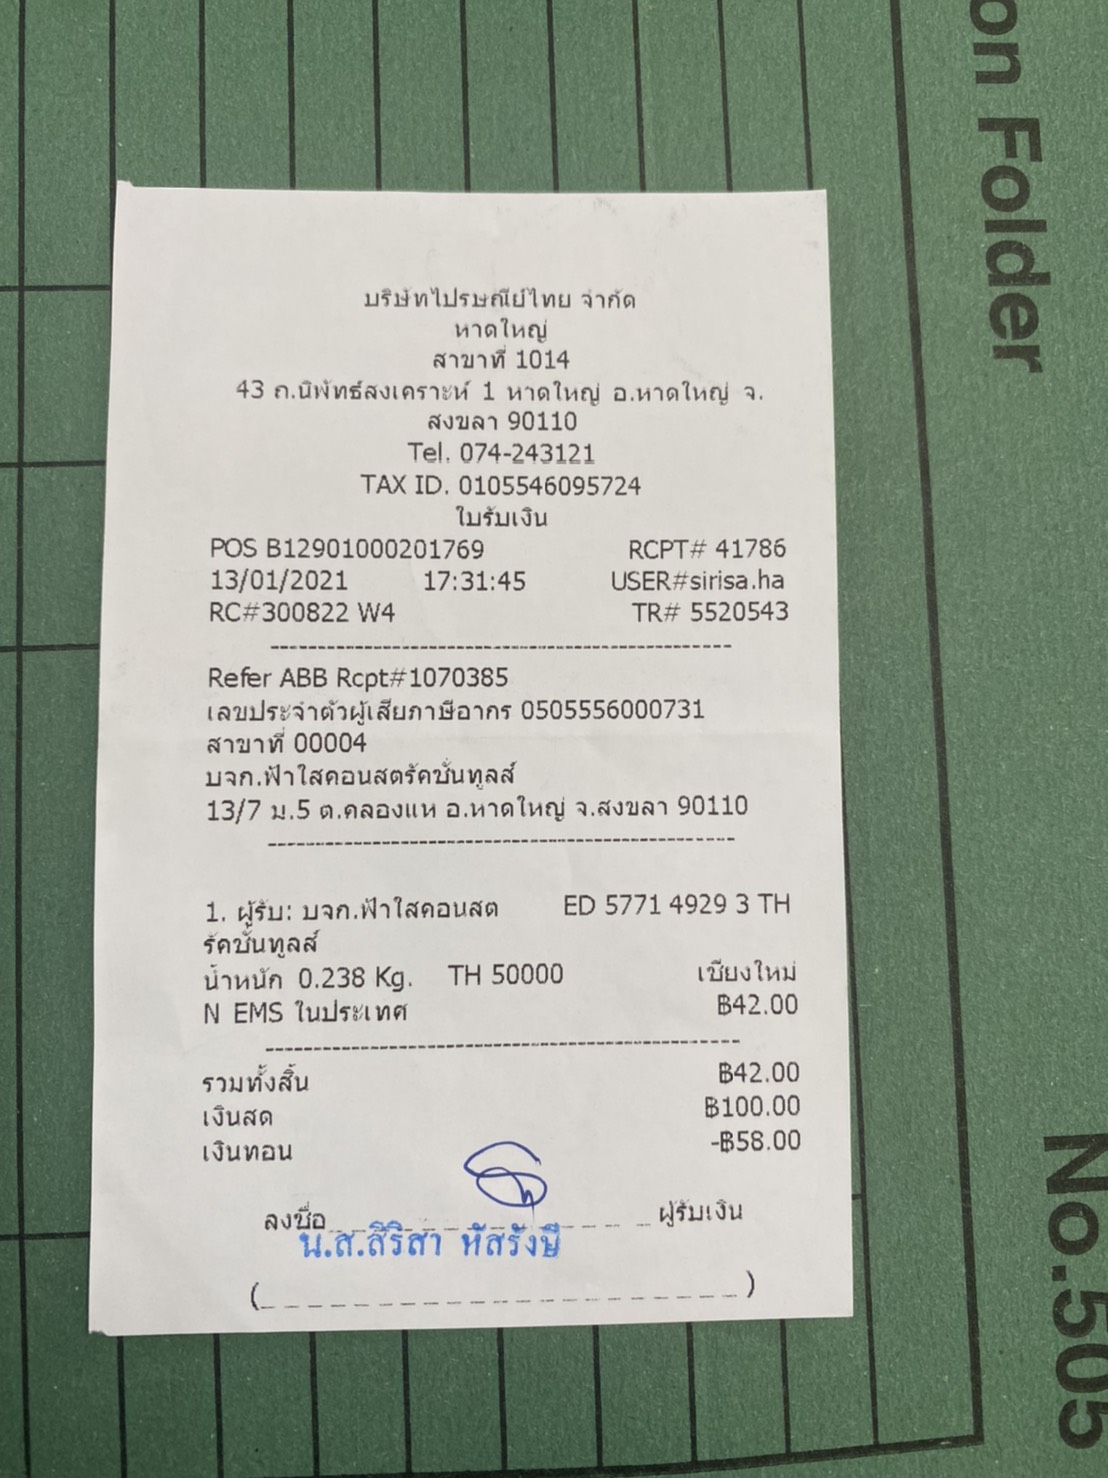 บริษัทไปรษณีย์ไทย จำกัด
หาดใหญ่
สาขาที่ 1014
43 ถ.นิพัทธ์สงเคราะห์ 1 หาดใหญ่ อ.หาดใหญ่ จ.
สงขลา 90110
Tel. 074-243121
TAX ID. 0105546095724
ใบรับเงิน
POS B12901000201769 RCPT# 41786
13/01/2021 17:31:45 USER#sirisa.ha
RC#300822 W4 TR# 5520543
Refer ABB Rcpt#1070385
เลขประจำตัวผู้เสียภาษีอากร 0505556000731
สาขาที่ 00004
บจก.ฟ้าใสคอนสตรัคชั่นทูลส์
13/7 ม.5 ต.คลองแห อ.หาดใหญ่ จ.สงขลา 90110
1. ผู้รับ: บจก.ฟ้าใสคอนสต ED 5771 4929 3 TH
รัคชั่นทูลส์
น้ำหนัก 0.238 Kg. TH 50000 เชียงใหม่
N EMS ในประเทศ ฿42.00
รวมทั้งสิ้น ฿42.00
เงินสด ฿100.00
เงินทอน -฿58.00
ลงชื่อ ผู้รับเงิน
น.ส.สิริสา หัสรังษี
( )
on Folder
No.505